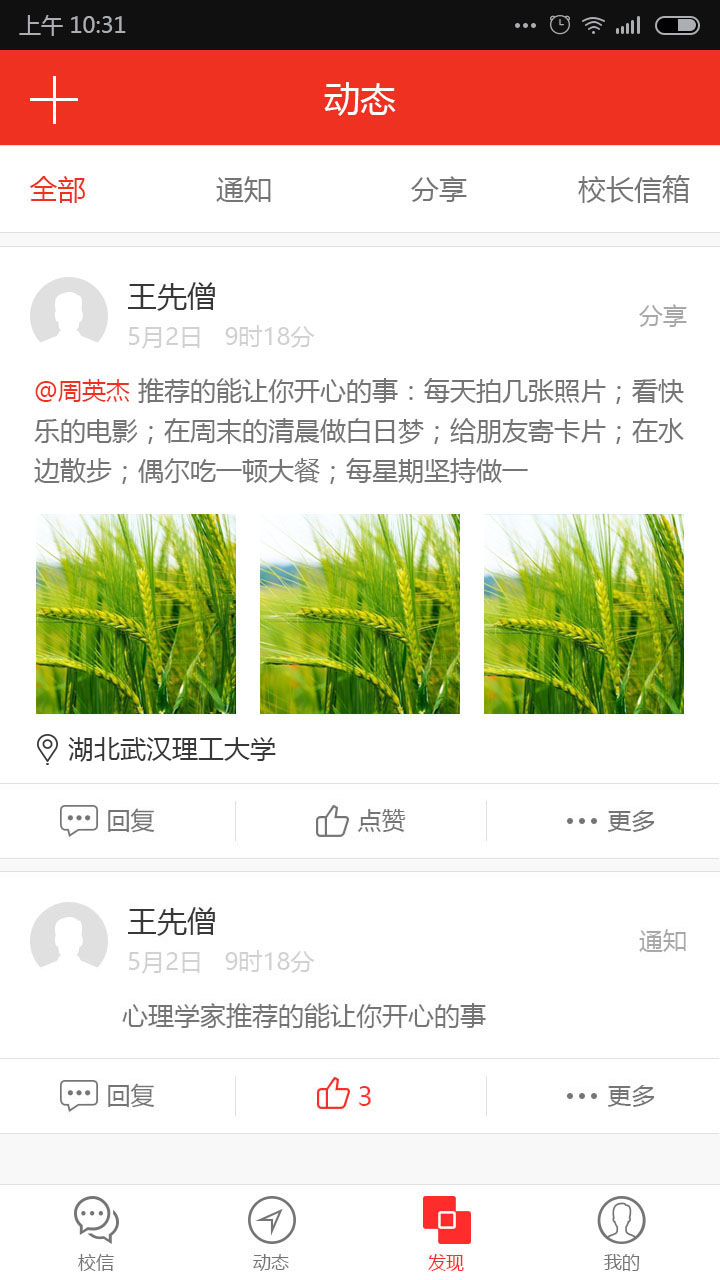 上午 10:31
动态
全部 通知 分享 校长信箱
王先僧
5月2日 9时18分
分享
@周英杰 推荐的能让你开心的事：每天拍几张照片；看快
乐的电影；在周末的清晨做白日梦；给朋友寄卡片；在水
边散步；偶尔吃一顿大餐；每星期坚持做一
湖北武汉理工大学
回复 点赞 更多
王先僧
5月2日 9时18分
通知
心理学家推荐的能让你开心的事
回复 3 更多
校信 动态 发现 我的